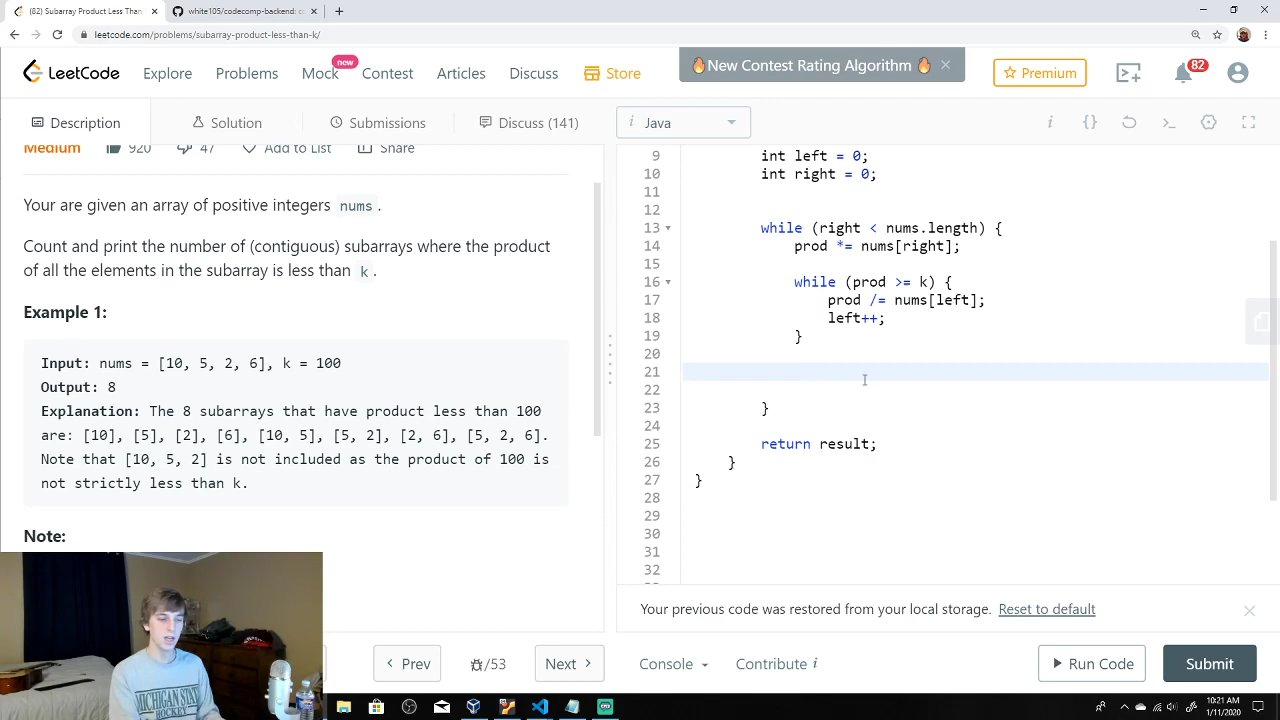 (82) Subarray Product Less Than
white105/codecomp-backend: co
leetcode.com/problems/subarray-product-less-than-k/
LeetCode
Explore
Problems
Mock
new
Contest
Articles
Discuss
Store
🔥New Contest Rating Algorithm 🔥
Premium
82
Description
Solution
Submissions
Discuss (141)
i Java
Medium
920
47
Add to List
Share
Your are given an array of positive integers nums .
Count and print the number of (contiguous) subarrays where the product
of all the elements in the subarray is less than k .
Example 1:
Input: nums = [10, 5, 2, 6], k = 100
Output: 8
Explanation: The 8 subarrays that have product less than 100
are: [10], [5], [2], [6], [10, 5], [5, 2], [2, 6], [5, 2, 6].
Note that [10, 5, 2] is not included as the product of 100 is
not strictly less than k.
Note:
9 int left = 0;
10 int right = 0;
11
12
13 while (right < nums.length) {
14 prod *= nums[right];
15
16 while (prod >= k) {
17 prod /= nums[left];
18 left++;
19 }
20
21
22
23 }
24
25 return result;
26 }
27 }
28
29
30
31
32
Your previous code was restored from your local storage. Reset to default
Prev
/53
Next
Console
Contribute i
Run Code
Submit
MICHIGAN STATE
HOCKEY
10:21 AM
1/11/2020